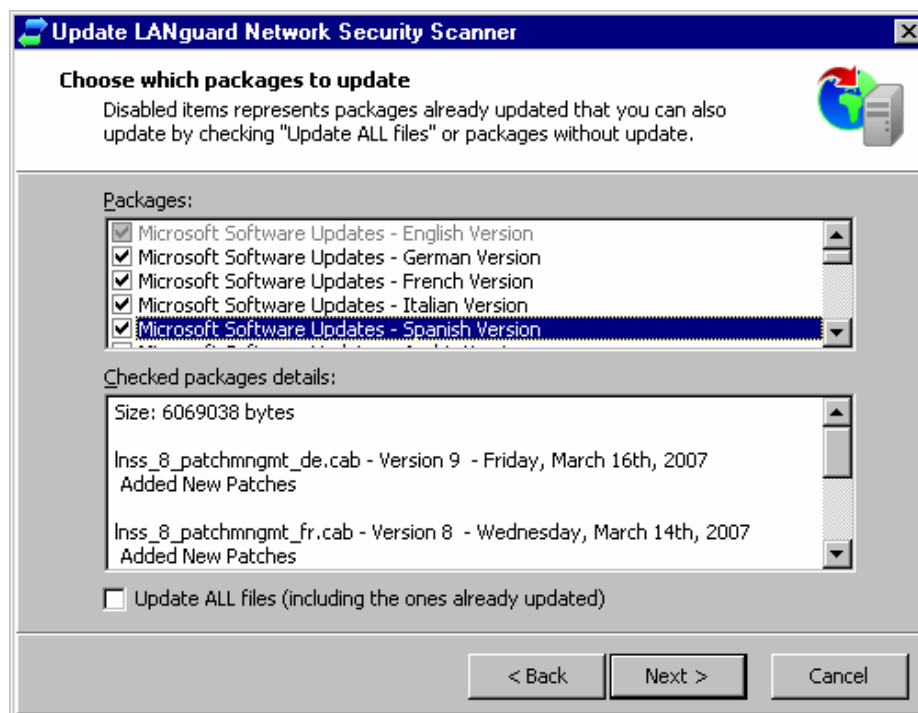 Update LANguard Network Security Scanner
Choose which packages to update
Disabled items represents packages already updated that you can also
update by checking "Update ALL files" or packages without update.
Packages:
Microsoft Software Updates - English Version
Microsoft Software Updates - German Version
Microsoft Software Updates - French Version
Microsoft Software Updates - Italian Version
Microsoft Software Updates - Spanish Version
Checked packages details:
Size: 6069038 bytes
lnss_8_patchmngmt_de.cab - Version 9 - Friday, March 16th, 2007
Added New Patches
lnss_8_patchmngmt_fr.cab - Version 8 - Wednesday, March 14th, 2007
Added New Patches
Update ALL files (including the ones already updated)
< Back
Next >
Cancel